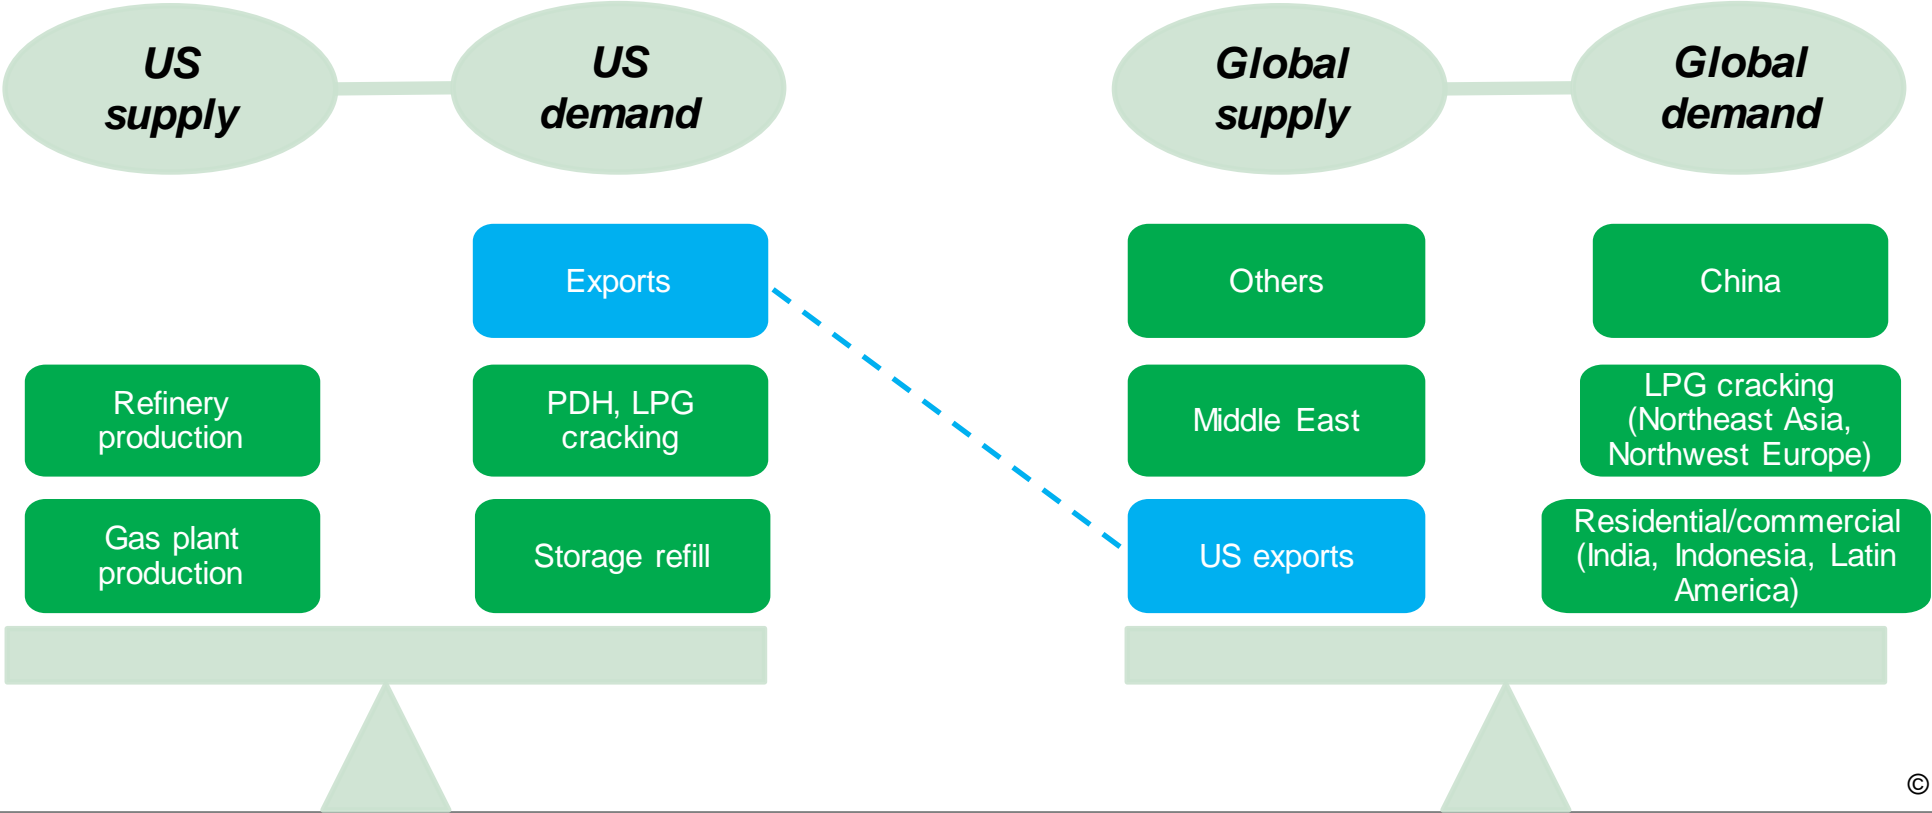 US
supply
US
demand
Global
supply
Global
demand
Exports
Others
China
Refinery
production
PDH, LPG
cracking
Middle East
LPG cracking
(Northeast Asia,
Northwest Europe)
Gas plant
production
Storage refill
US exports
Residential/commercial
(India, Indonesia, Latin
America)
©